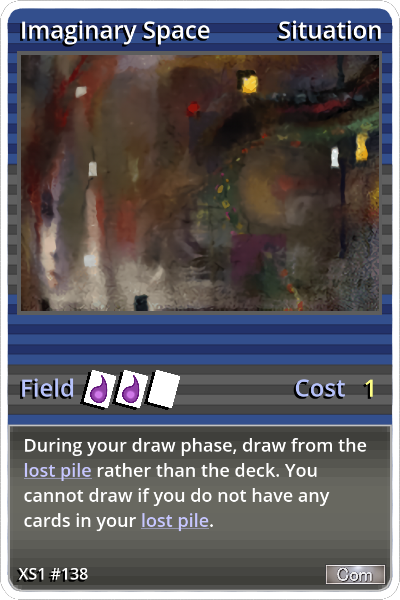 Imaginary Space Situation
Field Cost 1
During your draw phase, draw from the
lost pile rather than the deck. You
cannot draw if you do not have any
cards in your lost pile.
XS1 #138 Com